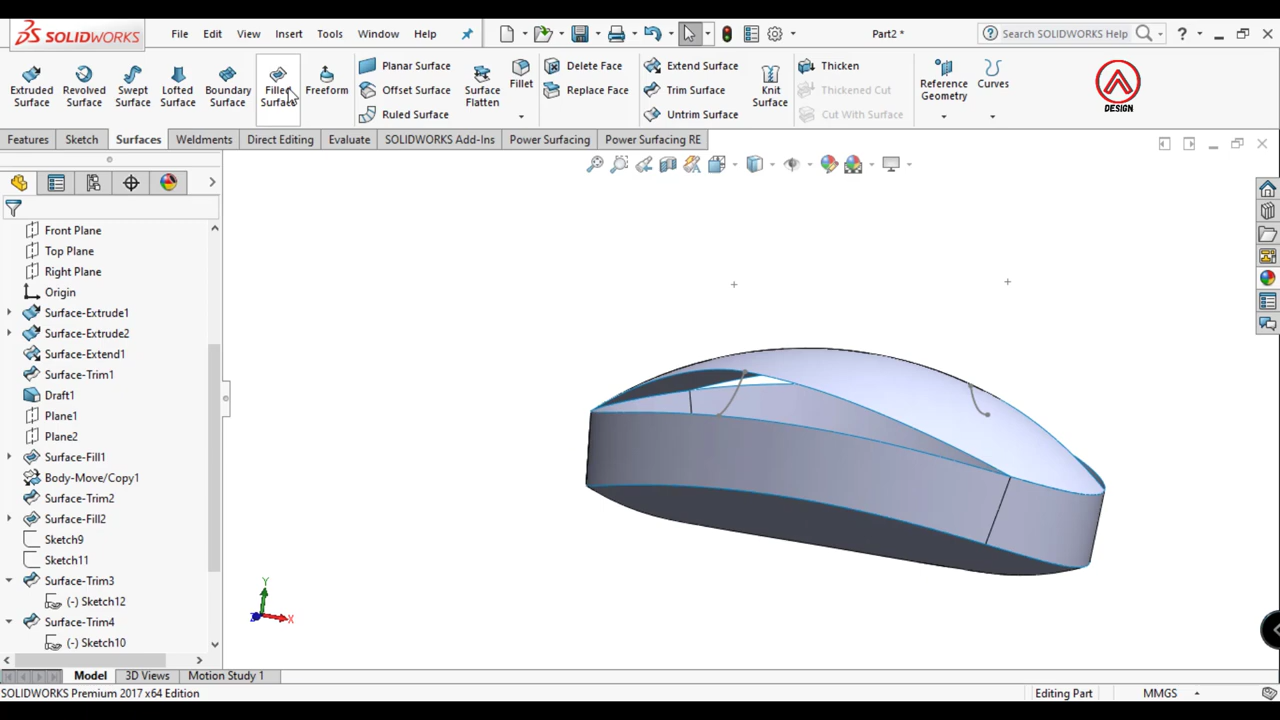 SOLIDWORKS
File Edit View Insert Tools Window Help
Part2 *
Search SOLIDWORKS Help
Extruded Surface
Revolved Surface
Swept Surface
Lofted Surface
Boundary Surface
Filled Surface
Freeform
Planar Surface
Offset Surface
Ruled Surface
Surface Flatten
Fillet
Delete Face
Replace Face
Extend Surface
Trim Surface
Untrim Surface
Knit Surface
Thicken
Thickened Cut
Cut With Surface
Reference Geometry
Curves
DESIGN
Features Sketch Surfaces Weldments Direct Editing Evaluate SOLIDWORKS Add-Ins Power Surfacing Power Surfacing RE
Front Plane
Top Plane
Right Plane
Origin
Surface-Extrude1
Surface-Extrude2
Surface-Extend1
Surface-Trim1
Draft1
Plane1
Plane2
Surface-Fill1
Body-Move/Copy1
Surface-Trim2
Surface-Fill2
Sketch9
Sketch11
Surface-Trim3
(-) Sketch12
Surface-Trim4
(-) Sketch10
Y
X
Z
Model 3D Views Motion Study 1
SOLIDWORKS Premium 2017 x64 Edition
Editing Part
MMGS